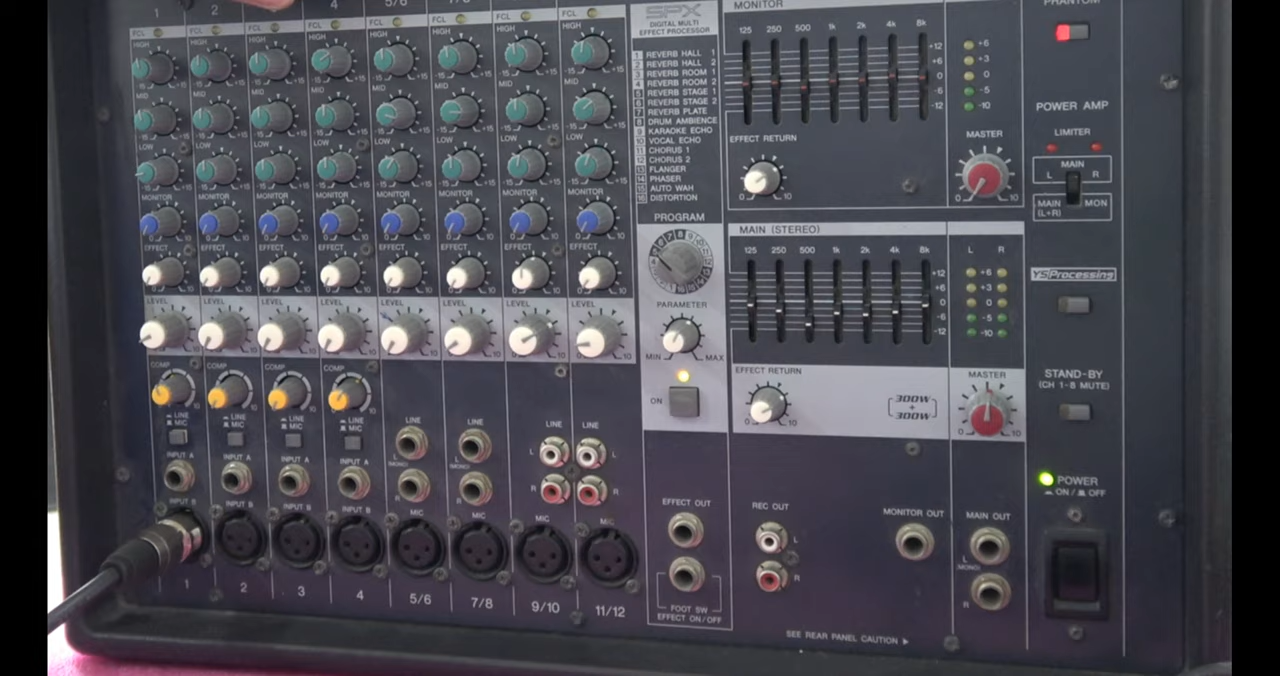 1 2 4 5/6 7/8
FCL FCL FCL FCL FCL FCL FCL
HIGH HIGH HIGH HIGH HIGH HIGH HIGH HIGH
MID MID MID MID MID MID MID MID
LOW LOW LOW LOW LOW LOW LOW LOW
MONITOR MONITOR MONITOR MONITOR MONITOR MONITOR MONITOR MONITOR
EFFECT EFFECT EFFECT EFFECT EFFECT EFFECT EFFECT EFFECT
LEVEL LEVEL LEVEL LEVEL LEVEL LEVEL LEVEL LEVEL
COMP COMP COMP COMP
LINE LINE LINE LINE
MIC MIC MIC MIC
INPUT A INPUT A INPUT A INPUT A
LINE LINE LINE LINE
L (MONO) L (MONO) L L
R R R R
INPUT B INPUT B INPUT B INPUT B MIC MIC MIC MIC
1 2 3 4 5/6 7/8 9/10 11/12
SPX
DIGITAL MULTI
EFFECT PROCESSOR
1 REVERB HALL 1
2 REVERB HALL 2
3 REVERB ROOM 1
4 REVERB ROOM 2
5 REVERB STAGE 1
6 REVERB STAGE 2
7 REVERB PLATE
8 DRUM AMBIENCE
9 KARAOKE ECHO
10 VOCAL ECHO
11 CHORUS 1
12 CHORUS 2
13 FLANGER
14 PHASER
15 AUTO WAH
16 DISTORTION
PROGRAM
PARAMETER
MIN MAX
ON
EFFECT OUT
FOOT SW
EFFECT ON/OFF
MONITOR
125 250 500 1k 2k 4k 8k
+12
+6
0
-6
-12
+6
+3
0
-5
-10
EFFECT RETURN
0 10
MASTER
0 10
MAIN (STEREO)
125 250 500 1k 2k 4k 8k
+12
+6
0
-6
-12
L R
+6
+3
0
-5
-10
EFFECT RETURN
0 10
300W
+
300W
MASTER
0 10
REC OUT
L
R
MONITOR OUT
MAIN OUT
L
(MONO)
R
SEE REAR PANEL CAUTION ▶
PHANTOM
POWER AMP
LIMITER
MAIN
L R
MAIN
(L+R)
MON
YS Processing
STAND-BY
(CH 1-8 MUTE)
POWER
ON / OFF